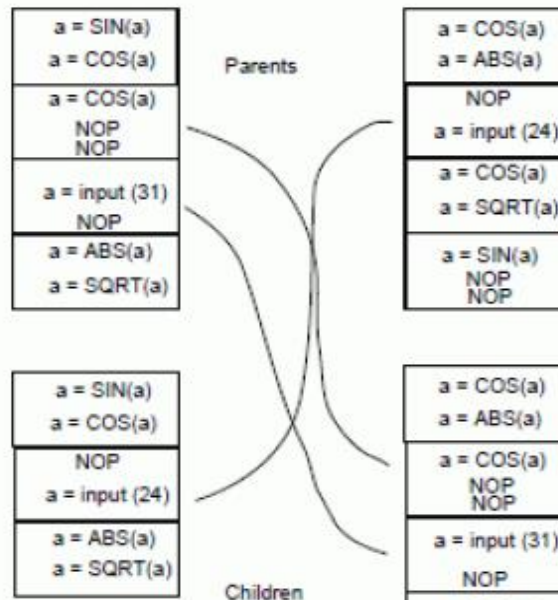 a = SIN(a)
a = COS(a)
a = COS(a)
NOP
NOP
a = input (31)
NOP
a = ABS(a)
a = SQRT(a)
Parents
a = COS(a)
a = ABS(a)
NOP
a = input (24)
a = COS(a)
a = SQRT(a)
a = SIN(a)
NOP
NOP
a = SIN(a)
a = COS(a)
NOP
a = input (24)
a = ABS(a)
a = SQRT(a)
Children
a = COS(a)
a = ABS(a)
a = COS(a)
NOP
NOP
a = input (31)
NOP